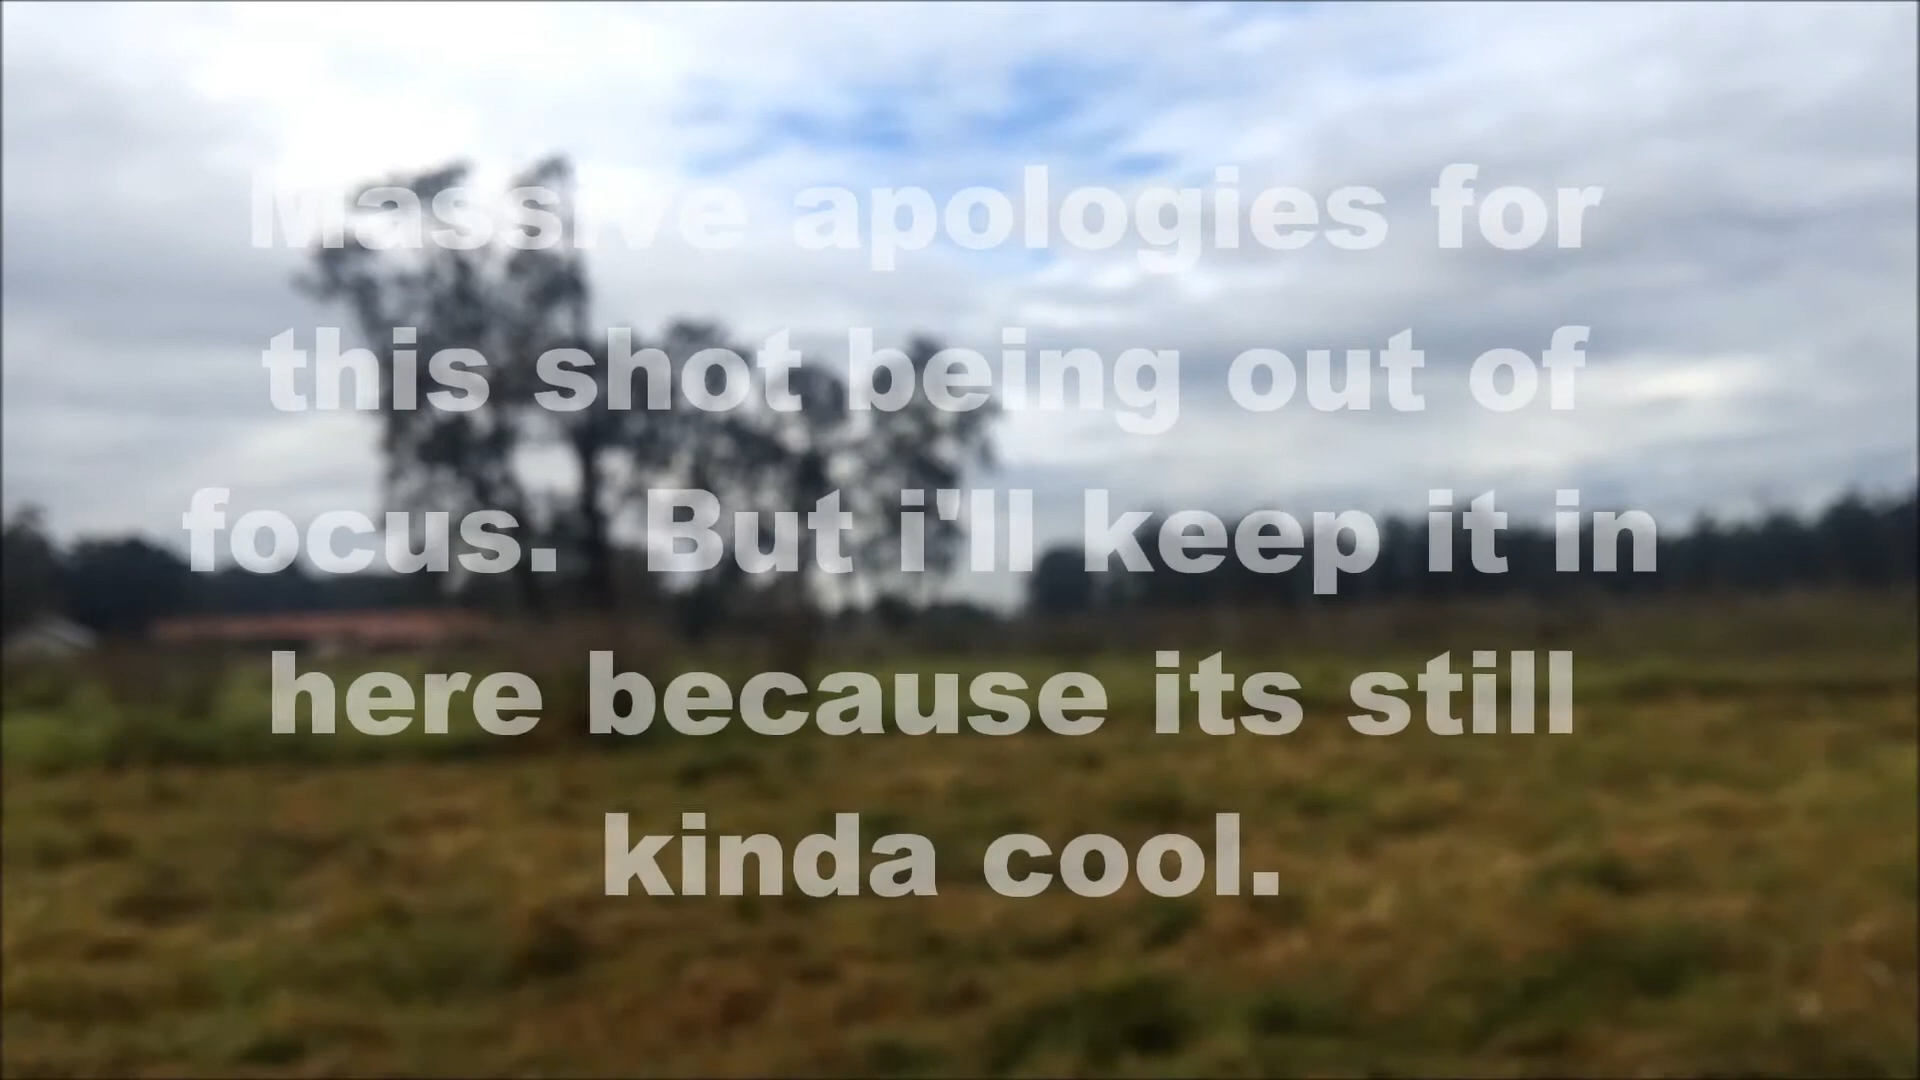 Massive apologies for
this shot being out of
focus.  But i'll keep it in
here because its still
kinda cool.